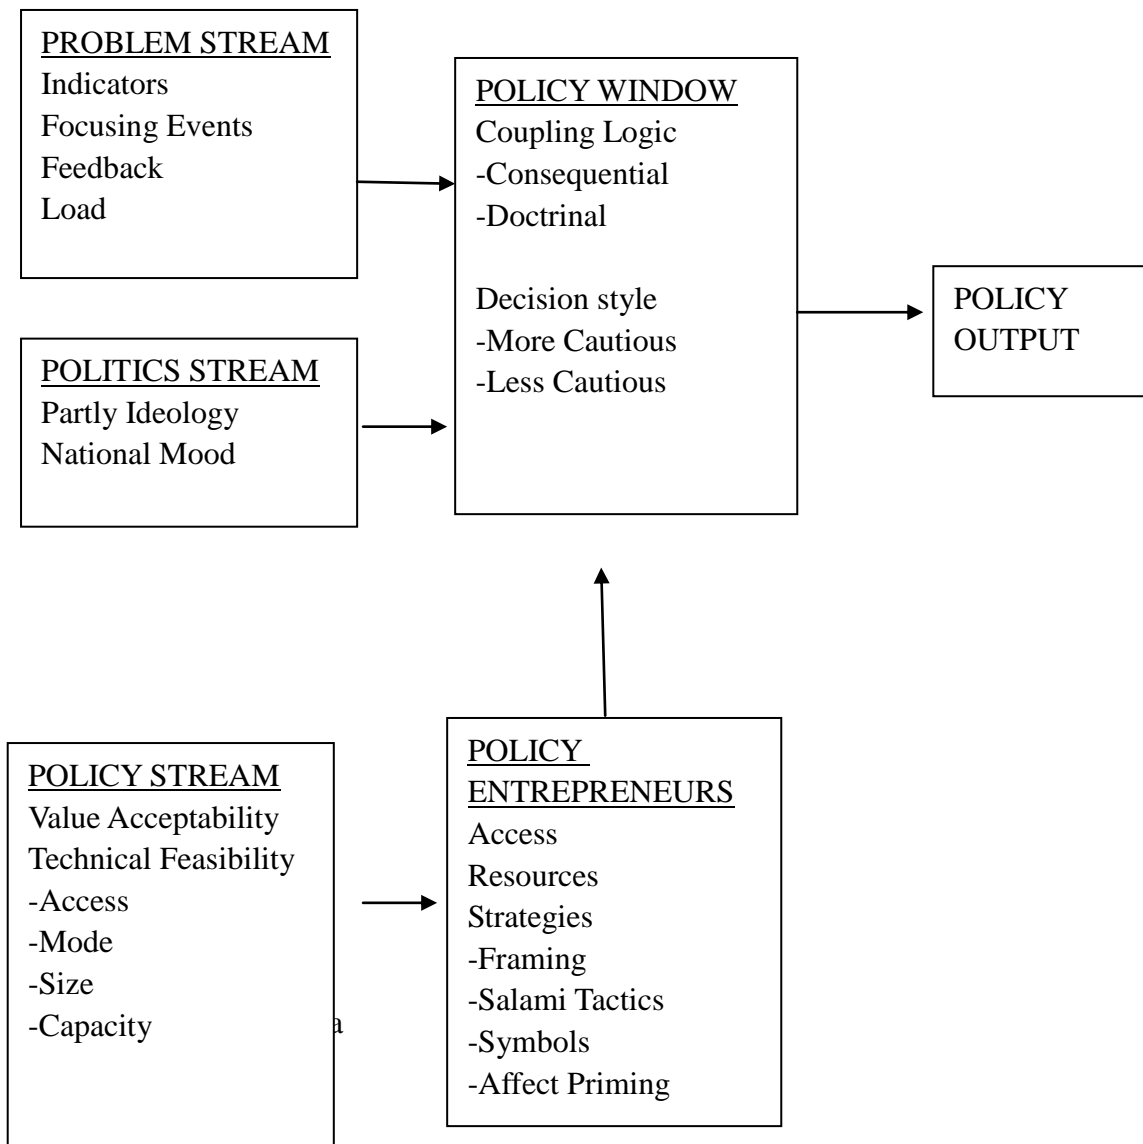 PROBLEM STREAM
Indicators
Focusing Events
Feedback
Load
POLITICS STREAM
Partly Ideology
National Mood
POLICY WINDOW
Coupling Logic
-Consequential
-Doctrinal
Decision style
-More Cautious
-Less Cautious
POLICY
OUTPUT
POLICY STREAM
Value Acceptability
Technical Feasibility
-Access
-Mode
-Size
-Capacity
a
POLICY
ENTREPRENEURS
Access
Resources
Strategies
-Framing
-Salami Tactics
-Symbols
-Affect Priming